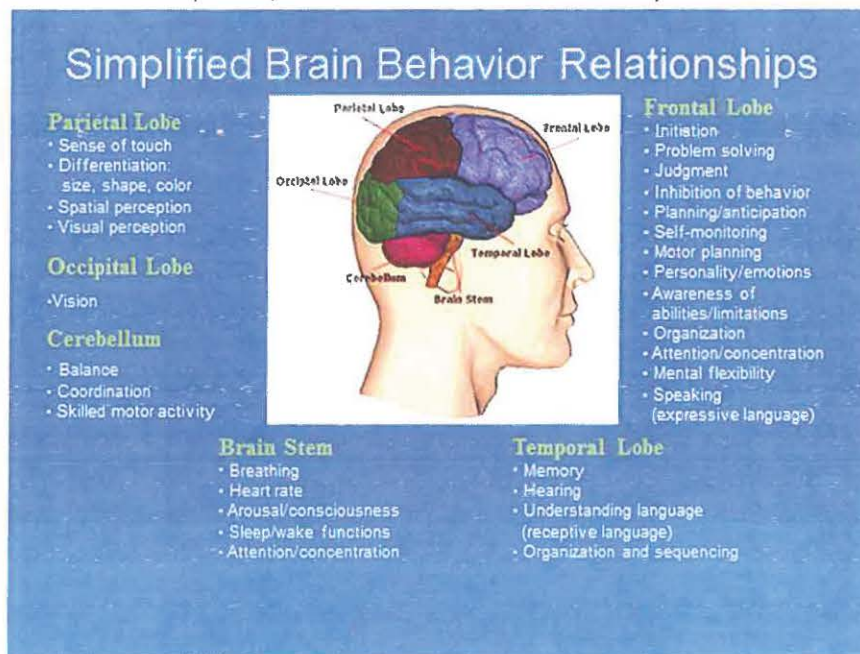 Simplified Brain Behavior Relationships
Parietal Lobe
• Sense of touch
• Differentiation:
size, shape, color
• Spatial perception
• Visual perception
Occipital Lobe
•Vision
Cerebellum
• Balance
• Coordination
• Skilled motor activity
Parietal Lobe
Frontal Lobe
Occipital Lobe
Temporal Lobe
Cerebellum
Brain Stem
Frontal Lobe
• Initiation
• Problem solving
• Judgment
• Inhibition of behavior
• Planning/anticipation
• Self-monitoring
• Motor planning
• Personality/emotions
• Awareness of
abilities/limitations
• Organization
• Attention/concentration
• Mental flexibility
• Speaking
(expressive language)
Brain Stem
• Breathing
• Heart rate
• Arousal/consciousness
• Sleep/wake functions
• Attention/concentration
Temporal Lobe
• Memory
• Hearing
• Understanding language
(receptive language)
• Organization and sequencing